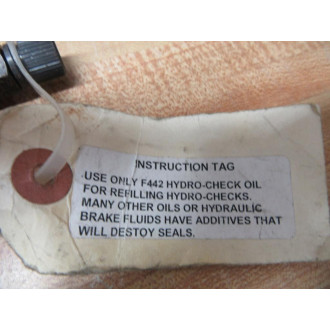 INSTRUCTION TAG
USE ONLY F442 HYDRO-CHECK OIL
FOR REFILLING HYDRO-CHECKS.
MANY OTHER OILS OR HYDRAULIC
BRAKE FLUIDS HAVE ADDITIVES THAT
WILL DESTOY SEALS.